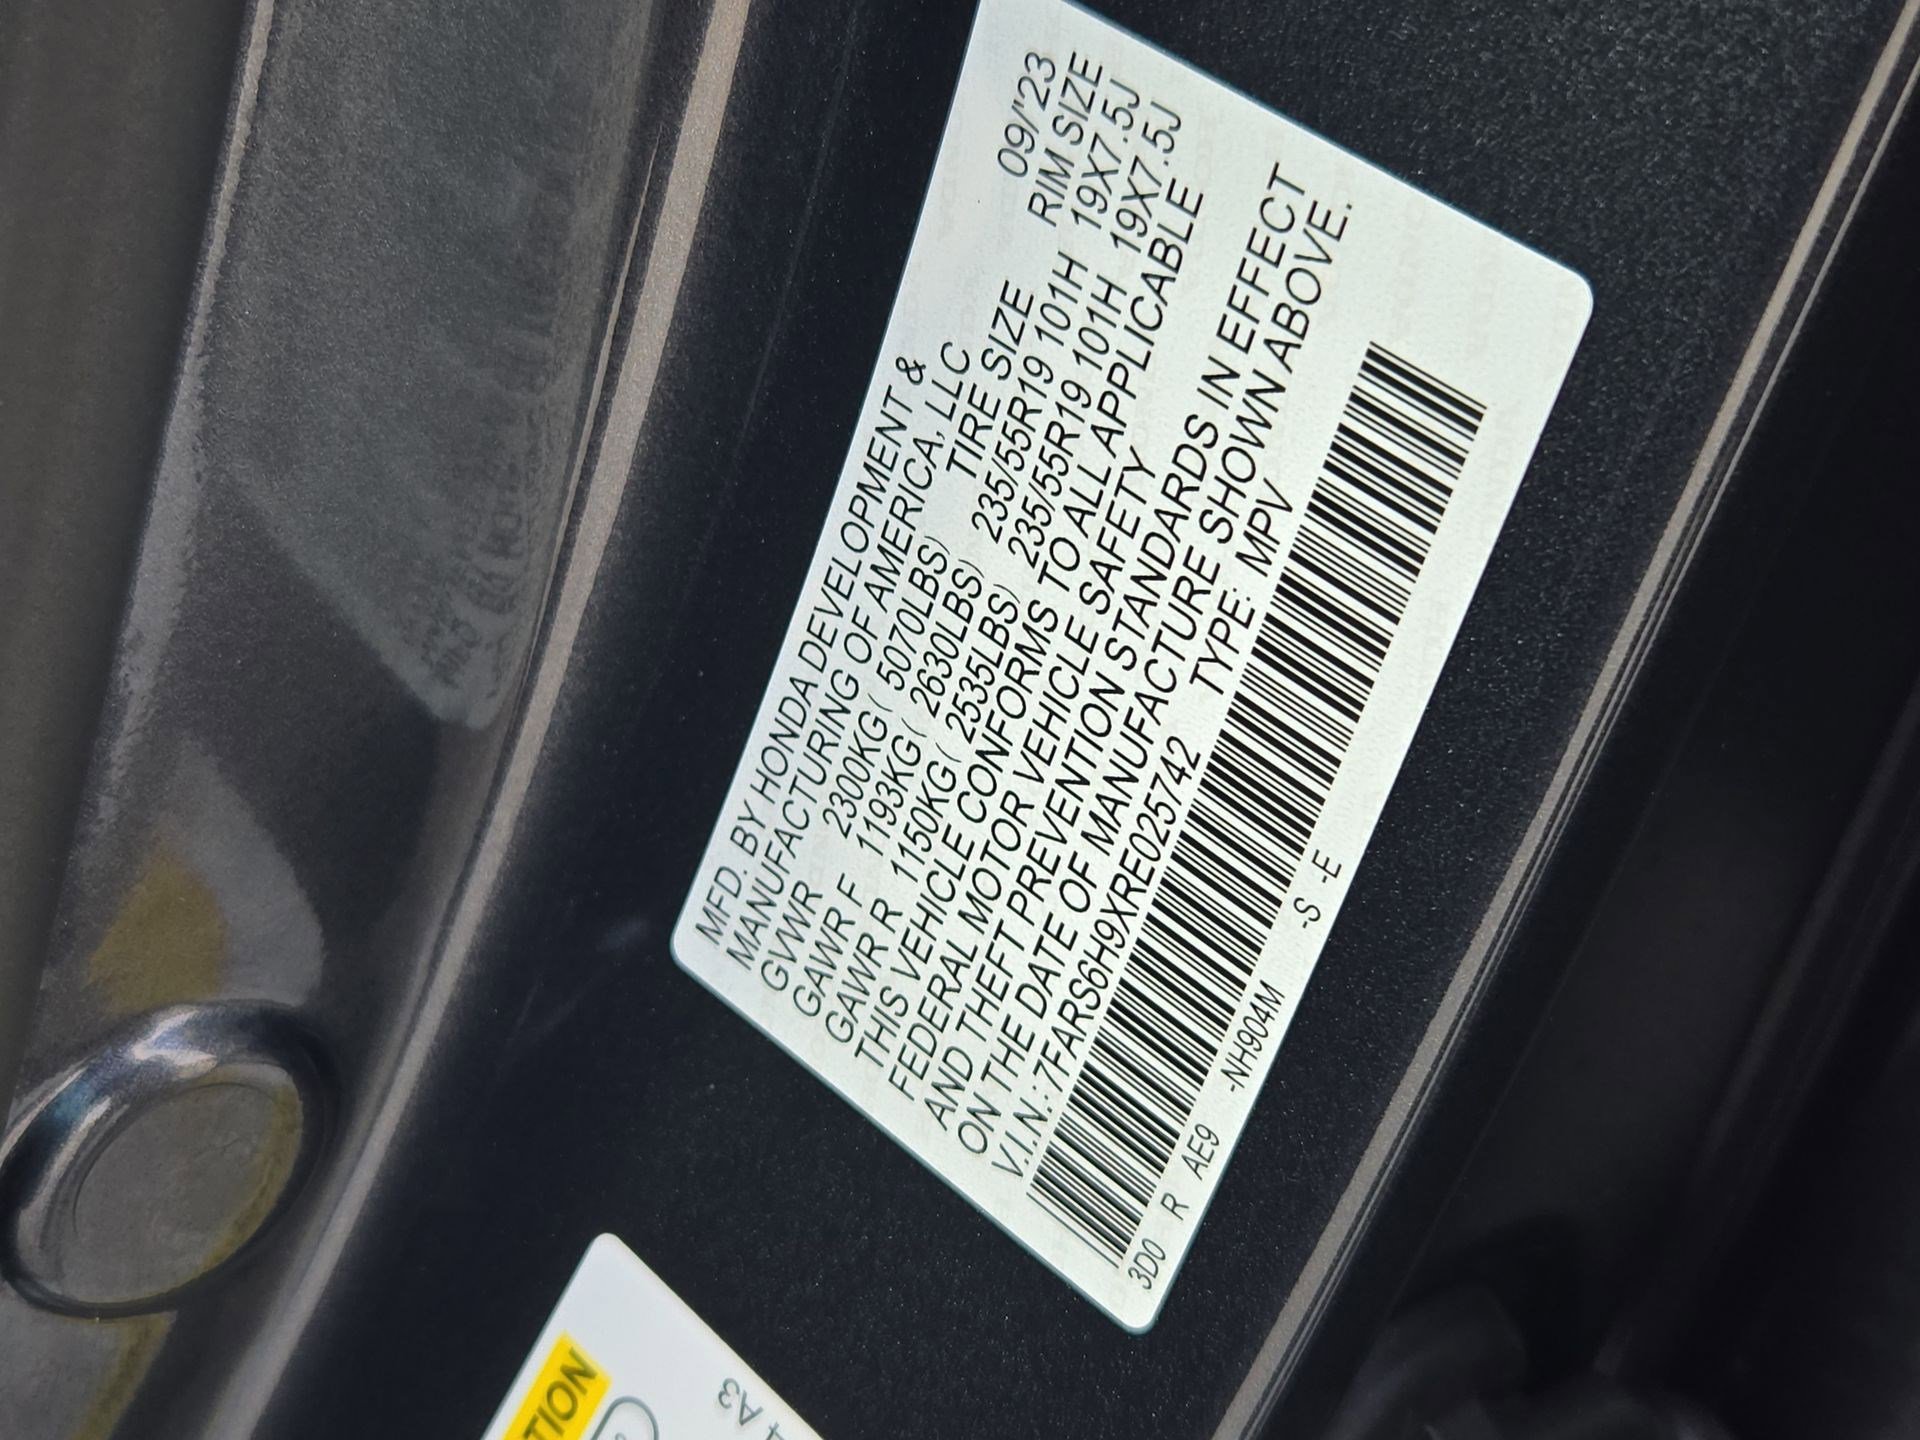 MFD. BY HONDA DEVELOPMENT &
MANUFACTURING OF AMERICA, LLC 09/'23
GVWR 2300KG( 5070LBS) TIRE SIZE RIM SIZE
GAWR F 1193KG( 2630LBS) 235/55R19 101H 19X7.5J
GAWR R 1150KG( 2535LBS) 235/55R19 101H 19X7.5J
THIS VEHICLE CONFORMS TO ALL APPLICABLE
FEDERAL MOTOR VEHICLE SAFETY
AND THEFT PREVENTION STANDARDS IN EFFECT
ON THE DATE OF MANUFACTURE SHOWN ABOVE.
V.I.N.:7FARS6H9XRE025742 TYPE: MPV
3D0 R AE9 -NH904M -S -E
TION
4 A3